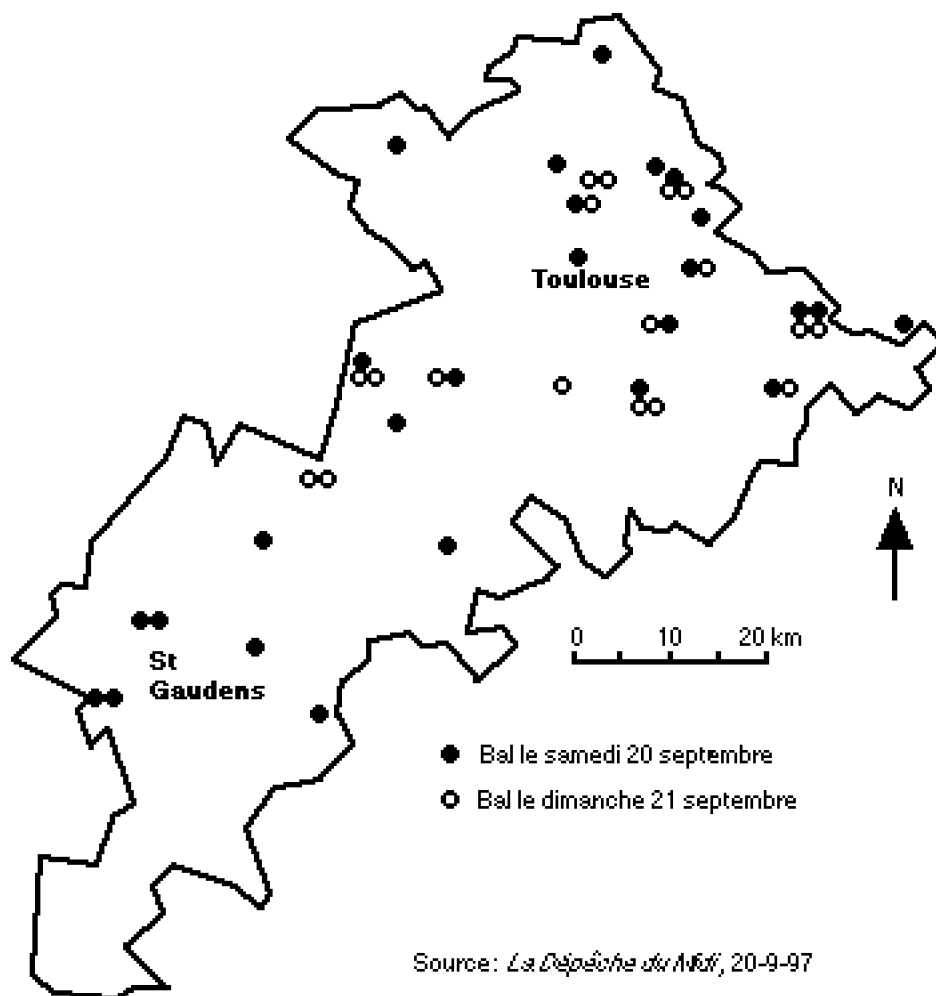 Toulouse
N
0 10 20 km
St
Gaudens
Bal le samedi 20 septembre
Bal le dimanche 21 septembre
Source: La Dépêche du Midi, 20-9-97